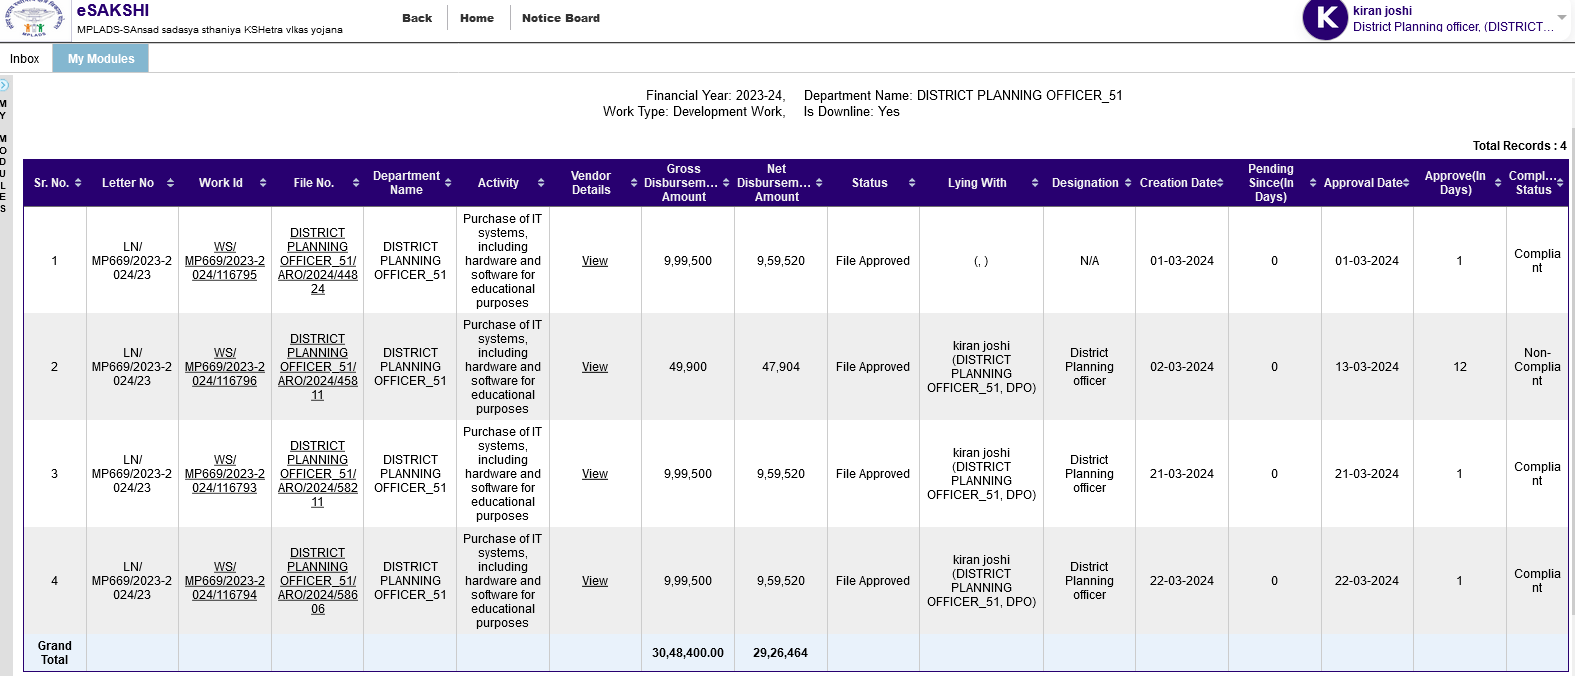 eSAKSHI
MPLADS-SAnsad sadasya sthaniya KSHetra vIkas yojana
MPLADS
Back Home Notice Board
K
kiran joshi
District Planning officer, (DISTRICT...
Inbox My Modules
MY MODULES
Financial Year: 2023-24, Department Name: DISTRICT PLANNING OFFICER_51
Work Type: Development Work, Is Downline: Yes
Total Records : 4
Sr. No. Letter No Work Id File No. Department Name Activity Vendor Details Gross Disbursem... Amount Net Disbursem... Amount Status Lying With Designation Creation Date Pending Since(In Days) Approval Date Approve(In Days) Compl... Status
1 LN/MP669/2023-2024/23 WS/MP669/2023-2024/116795 DISTRICT PLANNING OFFICER_51/ARO/2024/44824 DISTRICT PLANNING OFFICER_51 Purchase of IT systems, including hardware and software for educational purposes View 9,99,500 9,59,520 File Approved (, ) N/A 01-03-2024 0 01-03-2024 1 Compliant
2 LN/MP669/2023-2024/23 WS/MP669/2023-2024/116796 DISTRICT PLANNING OFFICER_51/ARO/2024/45811 DISTRICT PLANNING OFFICER_51 Purchase of IT systems, including hardware and software for educational purposes View 49,900 47,904 File Approved kiran joshi (DISTRICT PLANNING OFFICER_51, DPO) District Planning officer 02-03-2024 0 13-03-2024 12 Non-Compliant
3 LN/MP669/2023-2024/23 WS/MP669/2023-2024/116793 DISTRICT PLANNING OFFICER_51/ARO/2024/58211 DISTRICT PLANNING OFFICER_51 Purchase of IT systems, including hardware and software for educational purposes View 9,99,500 9,59,520 File Approved kiran joshi (DISTRICT PLANNING OFFICER_51, DPO) District Planning officer 21-03-2024 0 21-03-2024 1 Compliant
4 LN/MP669/2023-2024/23 WS/MP669/2023-2024/116794 DISTRICT PLANNING OFFICER_51/ARO/2024/58606 DISTRICT PLANNING OFFICER_51 Purchase of IT systems, including hardware and software for educational purposes View 9,99,500 9,59,520 File Approved kiran joshi (DISTRICT PLANNING OFFICER_51, DPO) District Planning officer 22-03-2024 0 22-03-2024 1 Compliant
Grand Total 30,48,400.00 29,26,464